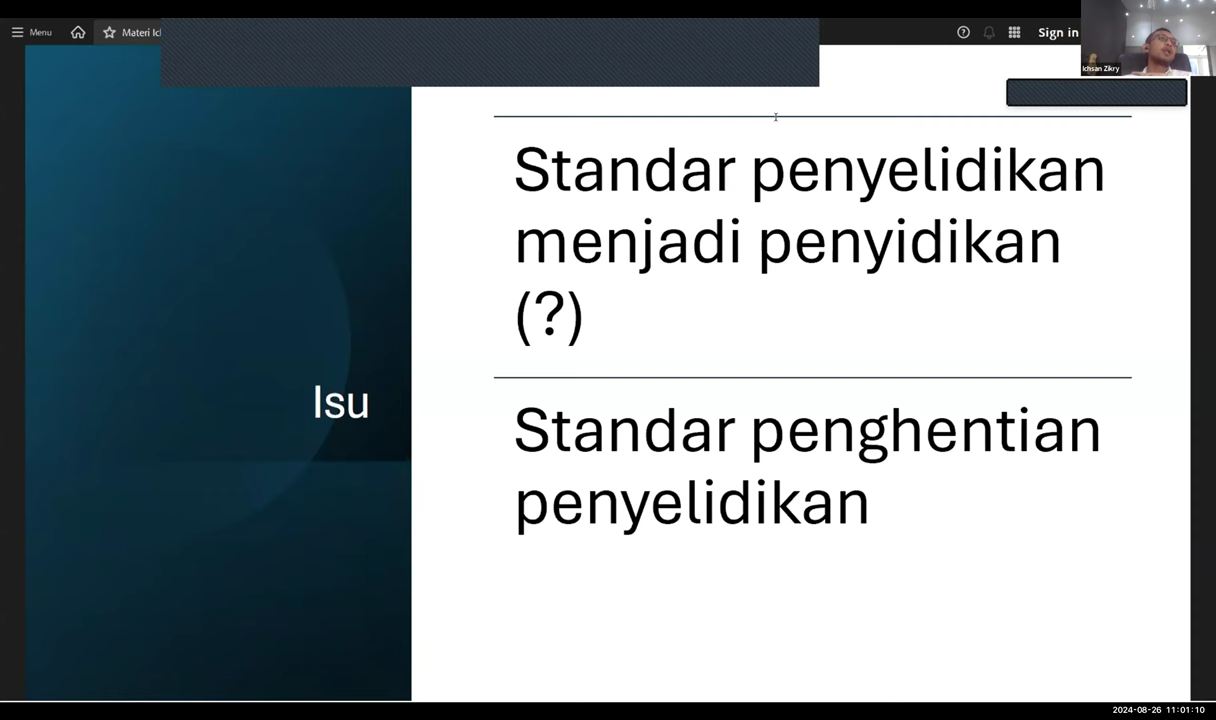 Menu
Materi Ic
Sign in
Ichsan Zikry
Standar penyelidikan
menjadi penyidikan
(?)
Isu
Standar penghentian
penyelidikan
2024-08-26 11:01:10